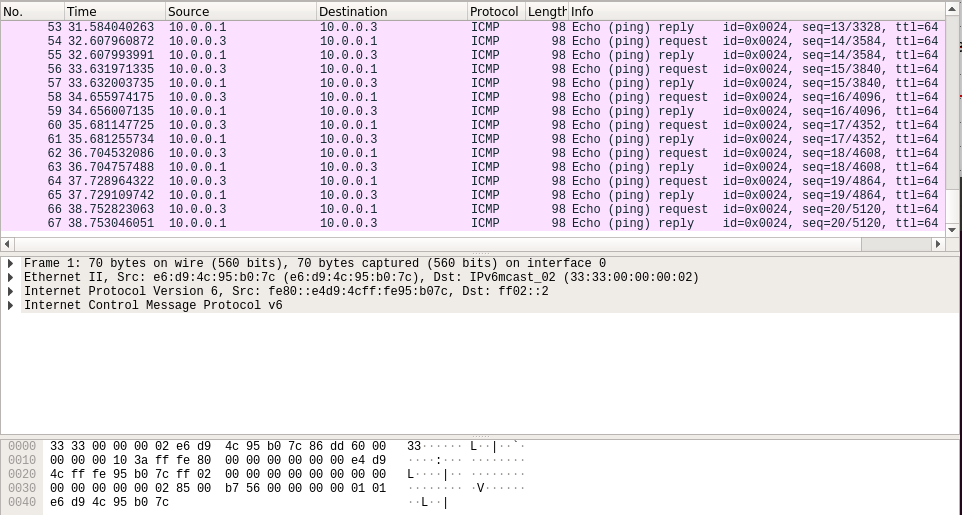 No. Time Source Destination Protocol Length Info
53 31.584040263 10.0.0.1 10.0.0.3 ICMP 98 Echo (ping) reply id=0x0024, seq=13/3328, ttl=64
54 32.607960872 10.0.0.3 10.0.0.1 ICMP 98 Echo (ping) request id=0x0024, seq=14/3584, ttl=64
55 32.607993991 10.0.0.1 10.0.0.3 ICMP 98 Echo (ping) reply id=0x0024, seq=14/3584, ttl=64
56 33.631971335 10.0.0.3 10.0.0.1 ICMP 98 Echo (ping) request id=0x0024, seq=15/3840, ttl=64
57 33.632003735 10.0.0.1 10.0.0.3 ICMP 98 Echo (ping) reply id=0x0024, seq=15/3840, ttl=64
58 34.655974175 10.0.0.3 10.0.0.1 ICMP 98 Echo (ping) request id=0x0024, seq=16/4096, ttl=64
59 34.656007135 10.0.0.1 10.0.0.3 ICMP 98 Echo (ping) reply id=0x0024, seq=16/4096, ttl=64
60 35.681147725 10.0.0.3 10.0.0.1 ICMP 98 Echo (ping) request id=0x0024, seq=17/4352, ttl=64
61 35.681255734 10.0.0.1 10.0.0.3 ICMP 98 Echo (ping) reply id=0x0024, seq=17/4352, ttl=64
62 36.704532086 10.0.0.3 10.0.0.1 ICMP 98 Echo (ping) request id=0x0024, seq=18/4608, ttl=64
63 36.704757488 10.0.0.1 10.0.0.3 ICMP 98 Echo (ping) reply id=0x0024, seq=18/4608, ttl=64
64 37.728964322 10.0.0.3 10.0.0.1 ICMP 98 Echo (ping) request id=0x0024, seq=19/4864, ttl=64
65 37.729109742 10.0.0.1 10.0.0.3 ICMP 98 Echo (ping) reply id=0x0024, seq=19/4864, ttl=64
66 38.752823063 10.0.0.3 10.0.0.1 ICMP 98 Echo (ping) request id=0x0024, seq=20/5120, ttl=64
67 38.753046051 10.0.0.1 10.0.0.3 ICMP 98 Echo (ping) reply id=0x0024, seq=20/5120, ttl=64
Frame 1: 70 bytes on wire (560 bits), 70 bytes captured (560 bits) on interface 0
Ethernet II, Src: e6:d9:4c:95:b0:7c (e6:d9:4c:95:b0:7c), Dst: IPv6mcast_02 (33:33:00:00:00:02)
Internet Protocol Version 6, Src: fe80::e4d9:4cff:fe95:b07c, Dst: ff02::2
Internet Control Message Protocol v6
0000 33 33 00 00 00 02 e6 d9 4c 95 b0 7c 86 dd 60 00 33······ L··|··`·
0010 00 00 00 10 3a ff fe 80 00 00 00 00 00 00 e4 d9 ····:··· ········
0020 4c ff fe 95 b0 7c ff 02 00 00 00 00 00 00 00 00 L····|·· ········
0030 00 00 00 00 00 02 85 00 b7 56 00 00 00 00 01 01 ········ ·V······
0040 e6 d9 4c 95 b0 7c ··L··|